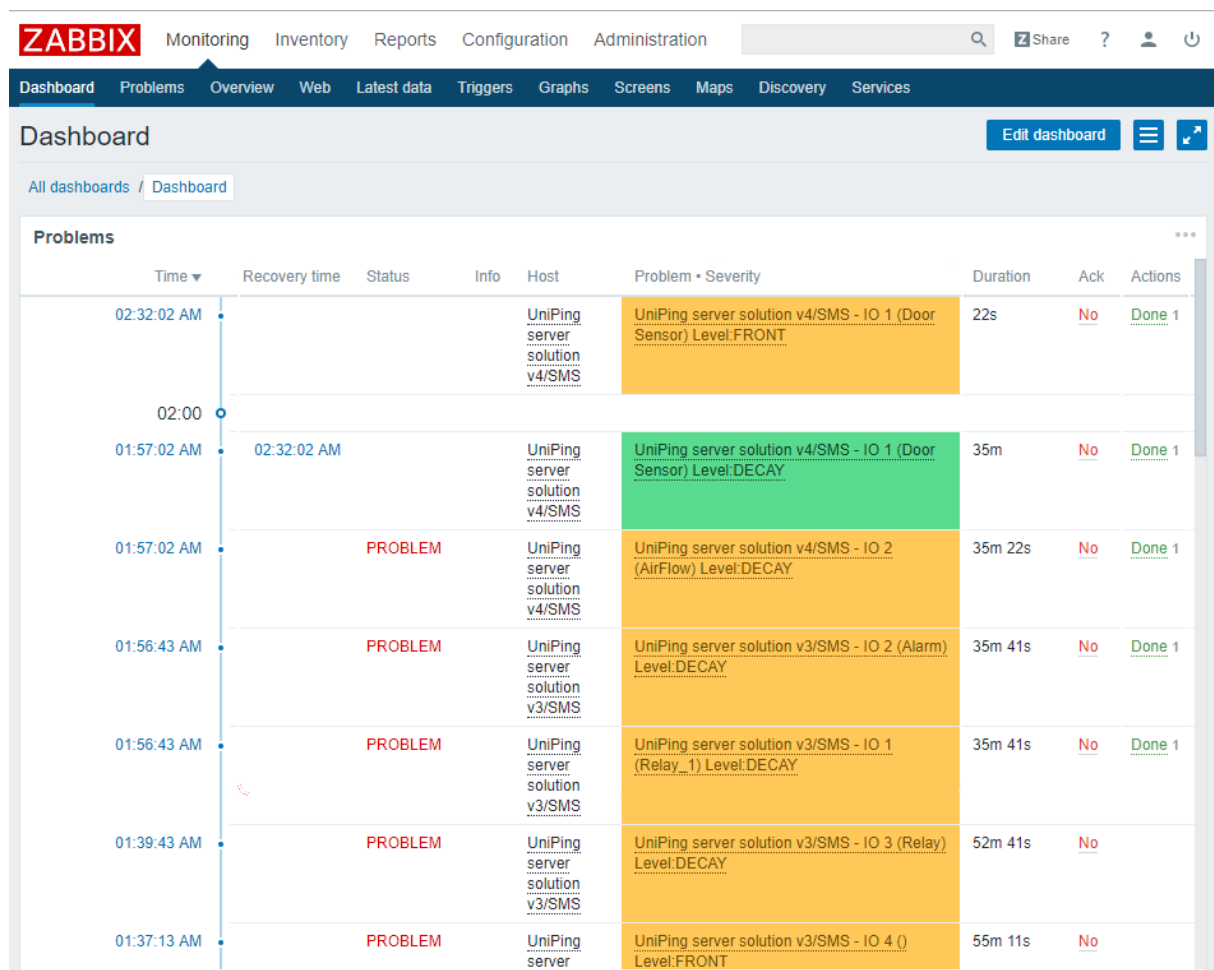 ZABBIX Monitoring Inventory Reports Configuration Administration Z Share ?
Dashboard Problems Overview Web Latest data Triggers Graphs Screens Maps Discovery Services
Dashboard Edit dashboard
All dashboards / Dashboard
Problems
Time ▼ Recovery time Status Info Host Problem • Severity Duration Ack Actions
02:32:02 AM UniPing UniPing server solution v4/SMS - IO 1 (Door 22s No Done 1
server Sensor) Level:FRONT
solution
v4/SMS
02:00
01:57:02 AM 02:32:02 AM UniPing UniPing server solution v4/SMS - IO 1 (Door 35m No Done 1
server Sensor) Level:DECAY
solution
v4/SMS
01:57:02 AM PROBLEM UniPing UniPing server solution v4/SMS - IO 2 35m 22s No Done 1
server (AirFlow) Level:DECAY
solution
v4/SMS
01:56:43 AM PROBLEM UniPing UniPing server solution v3/SMS - IO 2 (Alarm) 35m 41s No Done 1
server Level:DECAY
solution
v3/SMS
01:56:43 AM PROBLEM UniPing UniPing server solution v3/SMS - IO 1 35m 41s No Done 1
server (Relay_1) Level:DECAY
solution
v3/SMS
01:39:43 AM PROBLEM UniPing UniPing server solution v3/SMS - IO 3 (Relay) 52m 41s No
server Level:DECAY
solution
v3/SMS
01:37:13 AM PROBLEM UniPing UniPing server solution v3/SMS - IO 4 () 55m 11s No
server Level:FRONT